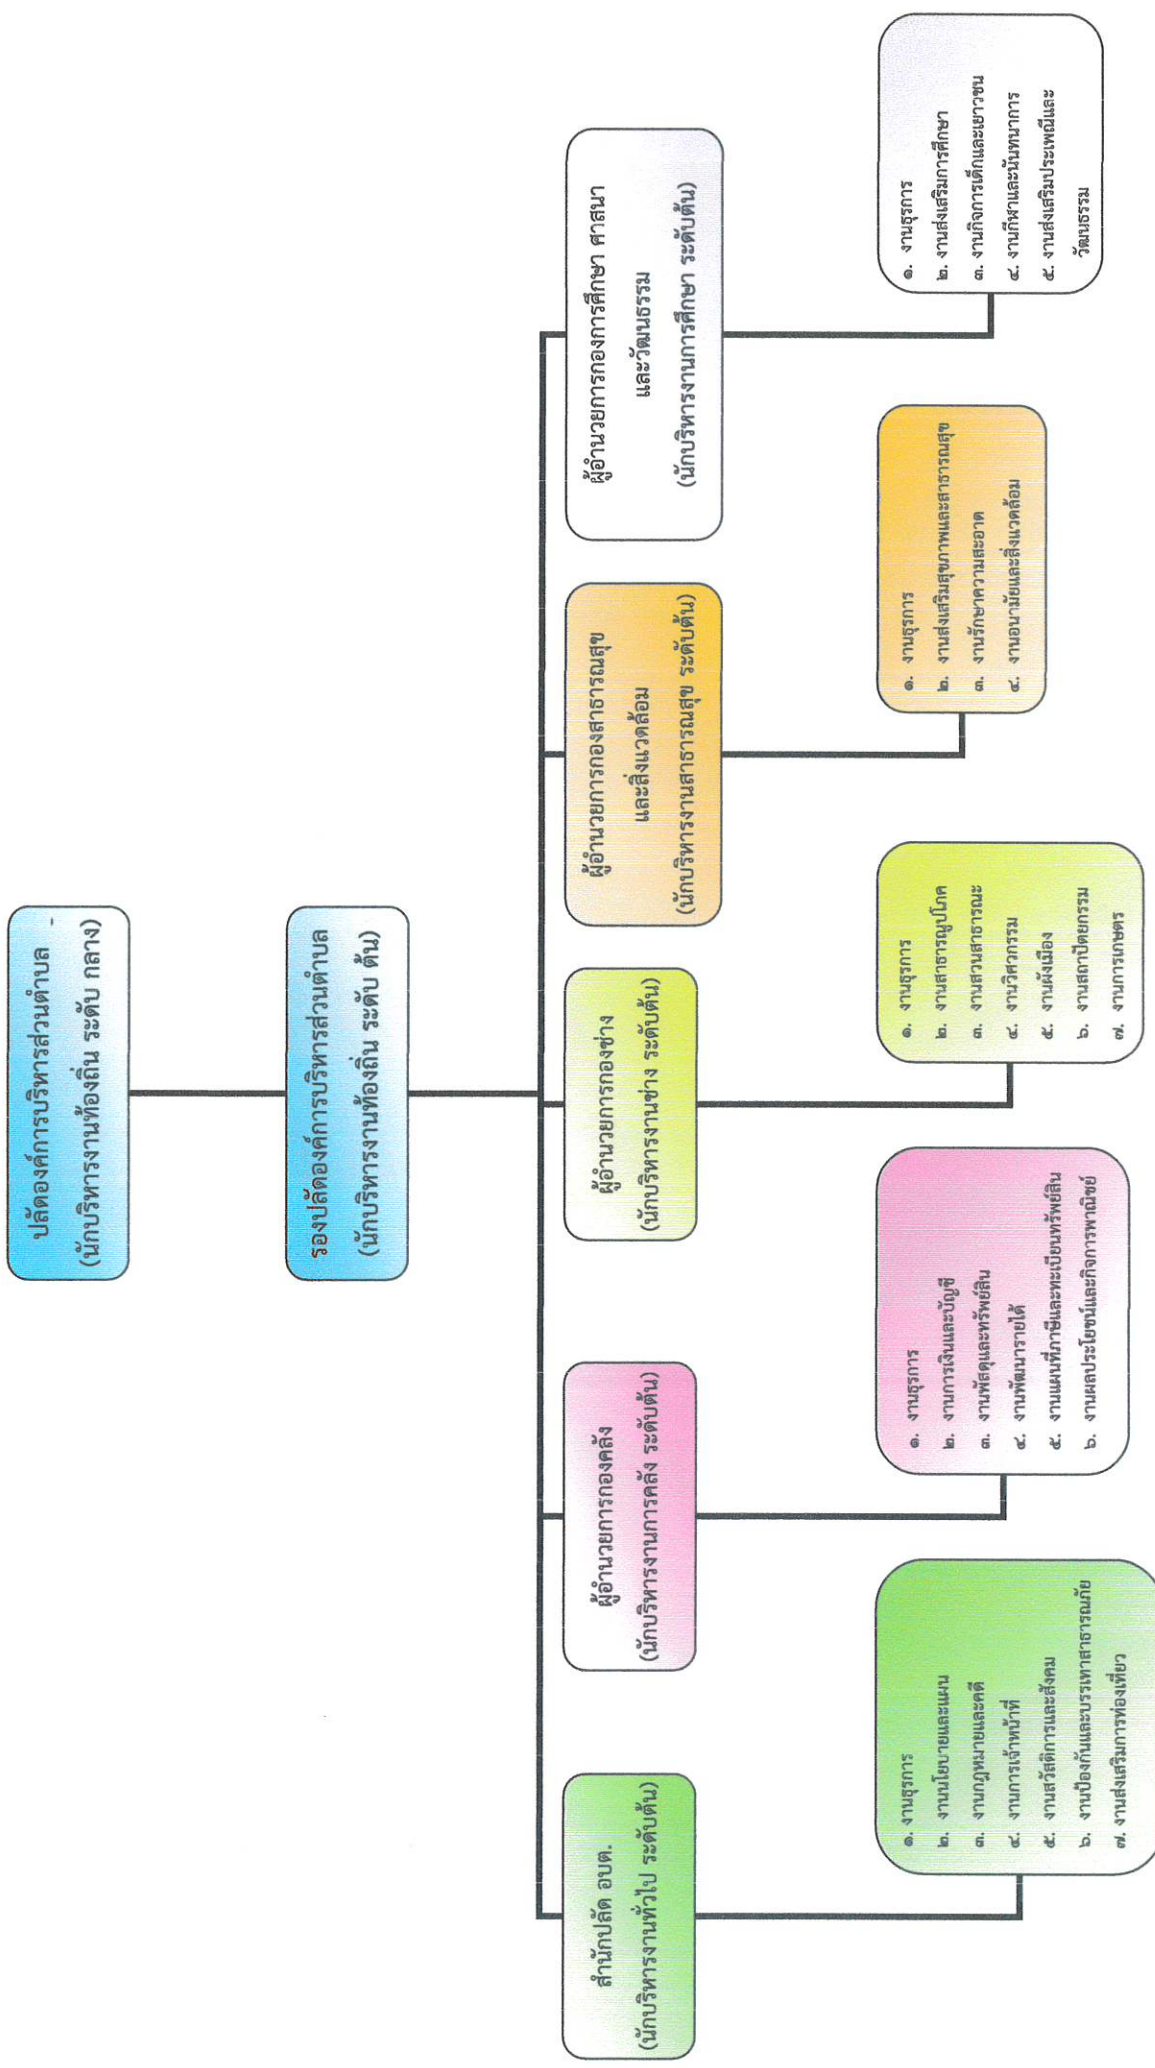 ปลัดองค์การบริหารส่วนตำบล
(นักบริหารงานท้องถิ่น ระดับ กลาง)
รองปลัดองค์การบริหารส่วนตำบล
(นักบริหารงานท้องถิ่น ระดับ ต้น)
สำนักปลัด อบต.
(นักบริหารงานทั่วไป ระดับต้น)
ผู้อำนวยการกองคลัง
(นักบริหารงานการคลัง ระดับต้น)
ผู้อำนวยการกองช่าง
(นักบริหารงานช่าง ระดับต้น)
ผู้อำนวยการกองสาธารณสุข
และสิ่งแวดล้อม
(นักบริหารงานสาธารณสุข ระดับต้น)
ผู้อำนวยการกองการศึกษา ศาสนา
และวัฒนธรรม
(นักบริหารงานการศึกษา ระดับต้น)
๑. งานธุรการ
๒. งานนโยบายและแผน
๓. งานกฎหมายและคดี
๔. งานการเจ้าหน้าที่
๕. งานสวัสดิการและสังคม
๖. งานป้องกันและบรรเทาสาธารณภัย
๗. งานส่งเสริมการท่องเที่ยว
๑. งานธุรการ
๒. งานการเงินและบัญชี
๓. งานพัสดุและทรัพย์สิน
๔. งานพัฒนารายได้
๕. งานแผนที่ภาษีและทะเบียนทรัพย์สิน
๖. งานผลประโยชน์และกิจการพาณิชย์
๑. งานธุรการ
๒. งานสาธารณูปโภค
๓. งานสวนสาธารณะ
๔. งานวิศวกรรม
๕. งานผังเมือง
๖. งานสถาปัตยกรรม
๗. งานการเกษตร
๑. งานธุรการ
๒. งานส่งเสริมสุขภาพและสาธารณสุข
๓. งานรักษาความสะอาด
๔. งานอนามัยและสิ่งแวดล้อม
๑. งานธุรการ
๒. งานส่งเสริมการศึกษา
๓. งานกิจการเด็กและเยาวชน
๔. งานกีฬาและนันทนาการ
๕. งานส่งเสริมประเพณีและ
วัฒนธรรม